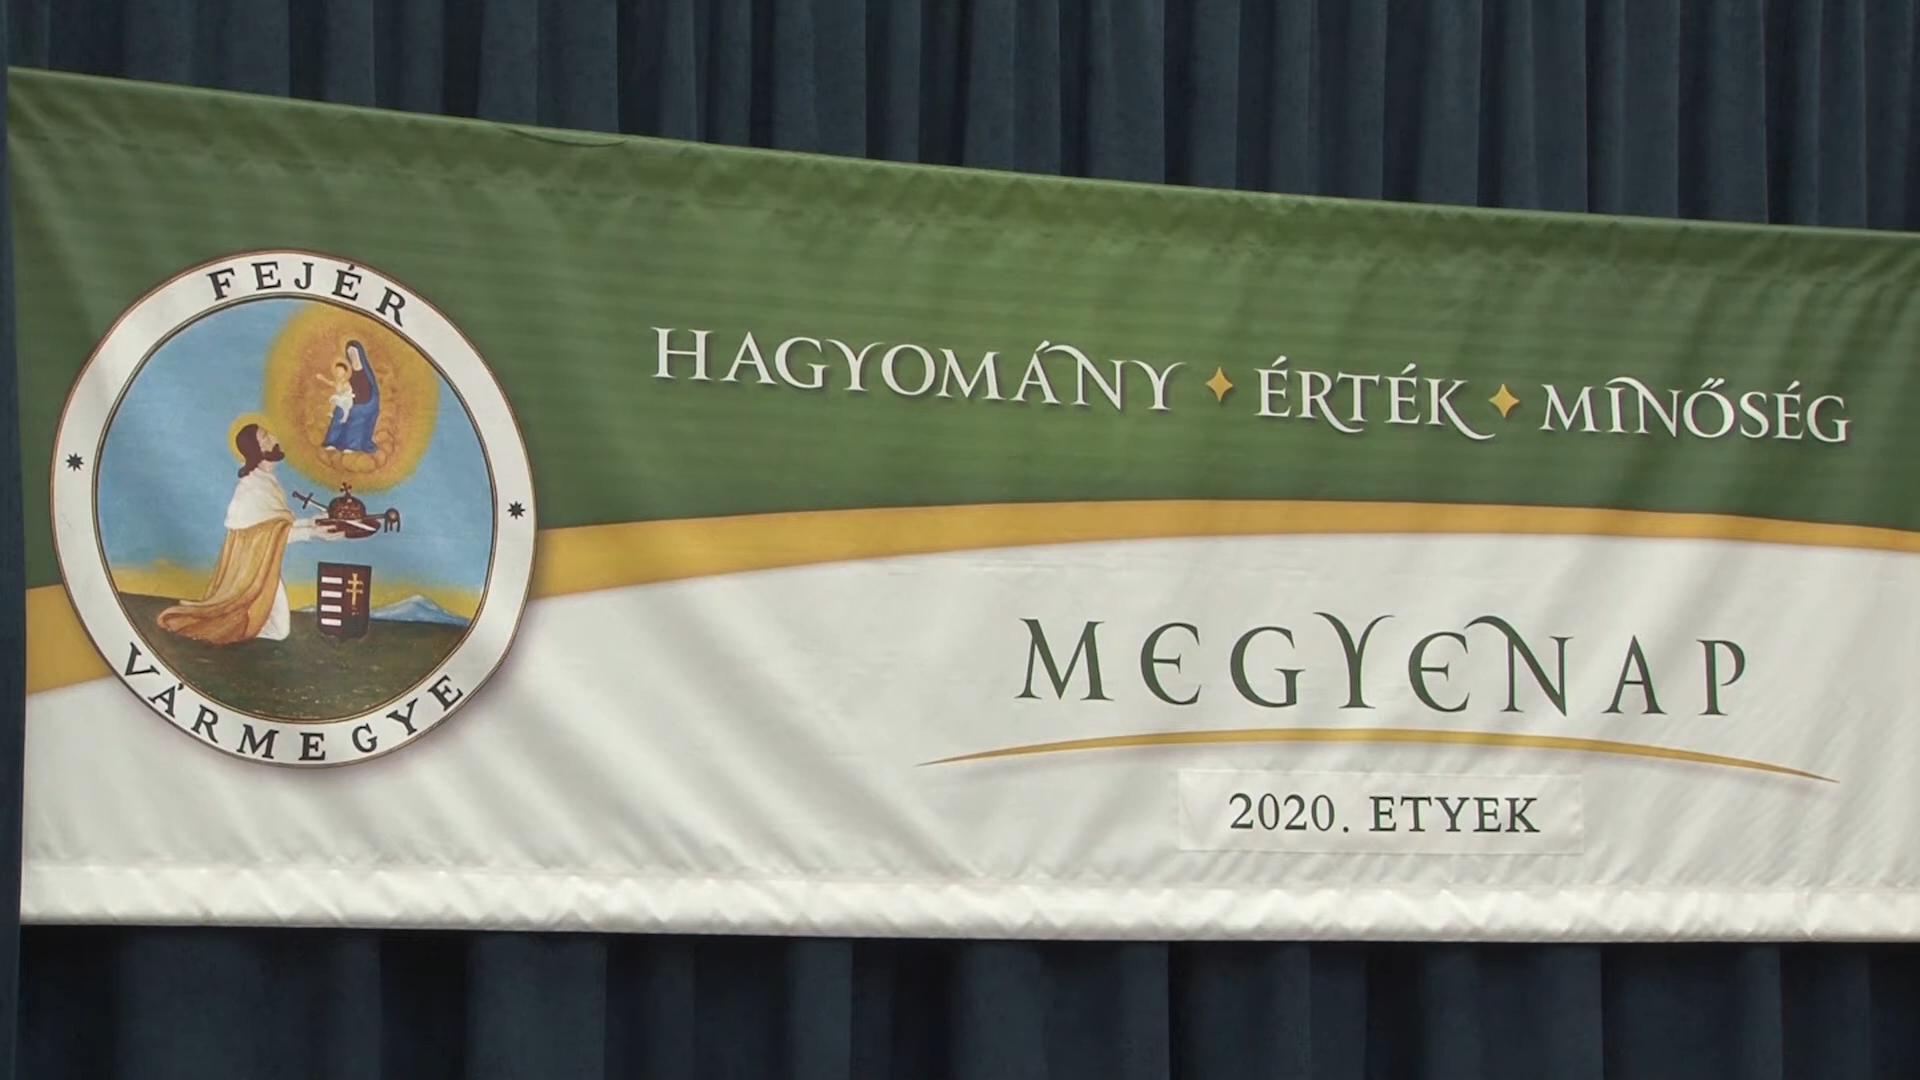 FEJÉR
VÁRMEGYE
HAGYOMÁNY ✦ ÉRTÉK ✦ MINŐSÉG
MEGYENAP
2020. ETYEK